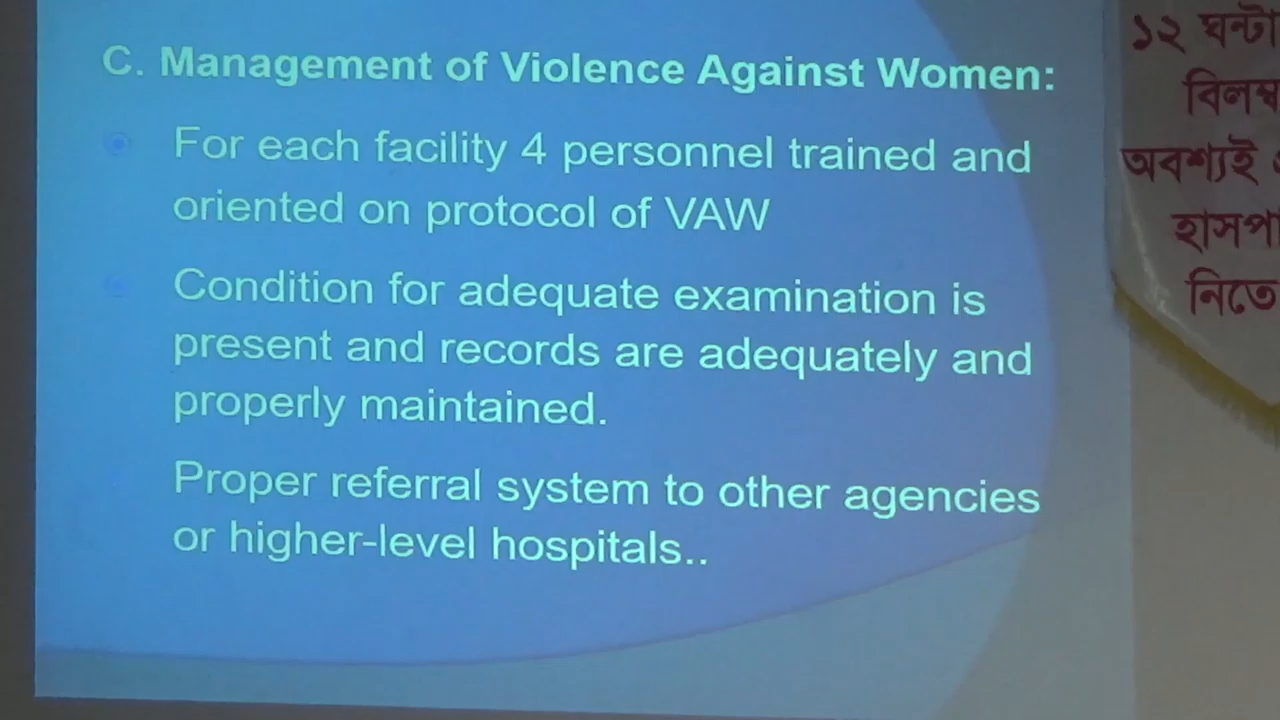 C. Management of Violence Against Women:
For each facility 4 personnel trained and
oriented on protocol of VAW
Condition for adequate examination is
present and records are adequately and
properly maintained.
Proper referral system to other agencies
or higher-level hospitals..
১২ ঘন্টা
বিলম্ব
অবশ্যই
হাসপা
নিতে